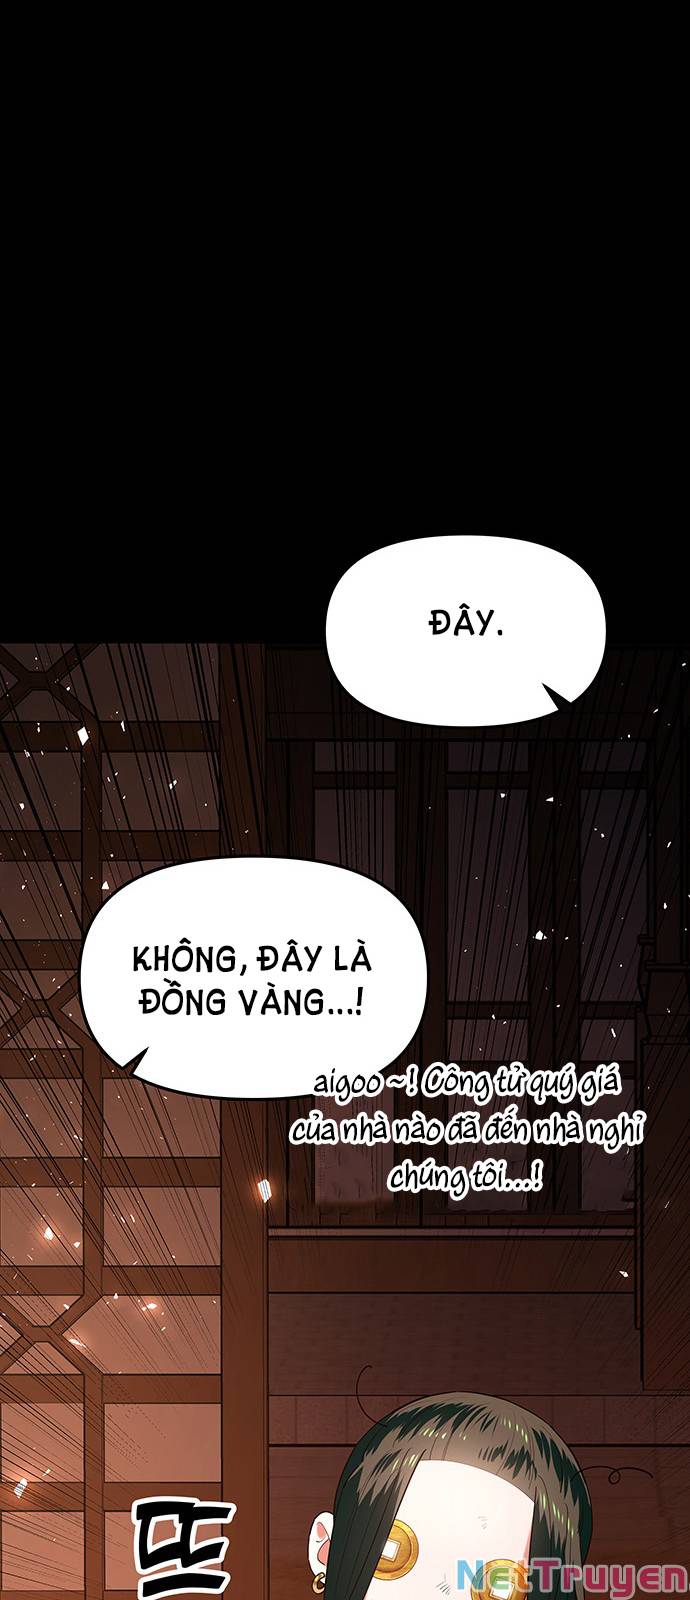 ĐÂY.
KHÔNG, ĐÂY LÀ
ĐỒNG VÀNG...!
aigoo ~! Công tử quý giá
của nhà nào đã đến nhà nghỉ
chúng tôi...!
또
NetTruyen